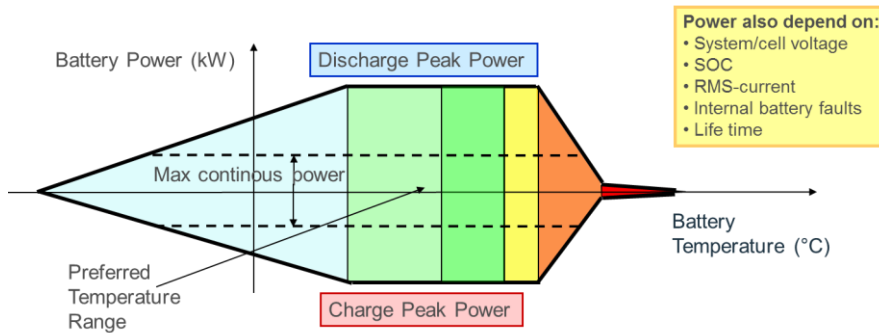 Power also depend on:
• System/cell voltage
• SOC
• RMS-current
• Internal battery faults
• Life time
Battery Power (kW)
Discharge Peak Power
Max continous power
Battery
Temperature (°C)
Preferred
Temperature
Range
Charge Peak Power